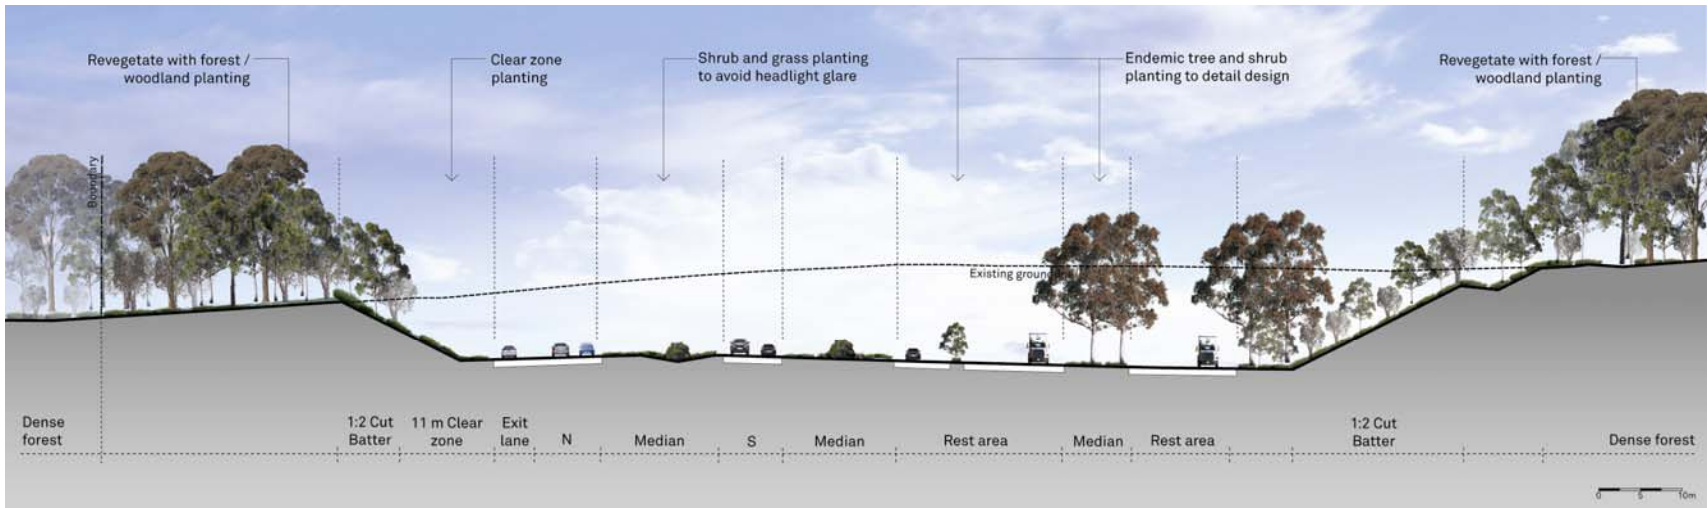 Revegetate with forest /
woodland planting
Clear zone
planting
Shrub and grass planting
to avoid headlight glare
Endemic tree and shrub
planting to detail design
Revegetate with forest /
woodland planting
Boundary
Existing ground
Dense
forest
1:2 Cut
Batter
11 m Clear
zone
Exit
lane
N
Median
S
Median
Rest area
Median
Rest area
1:2 Cut
Batter
Dense forest
0 5 10m